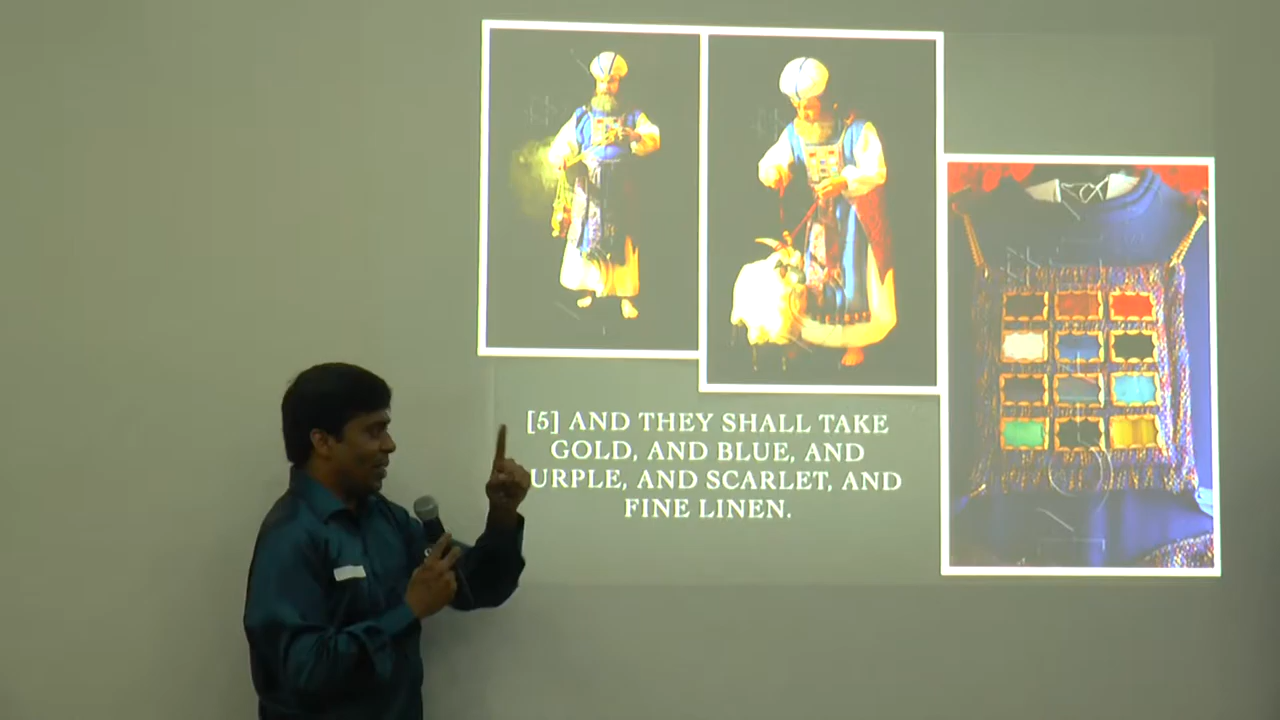 [5] AND THEY SHALL TAKE
GOLD, AND BLUE, AND
URPLE, AND SCARLET, AND
FINE LINEN.